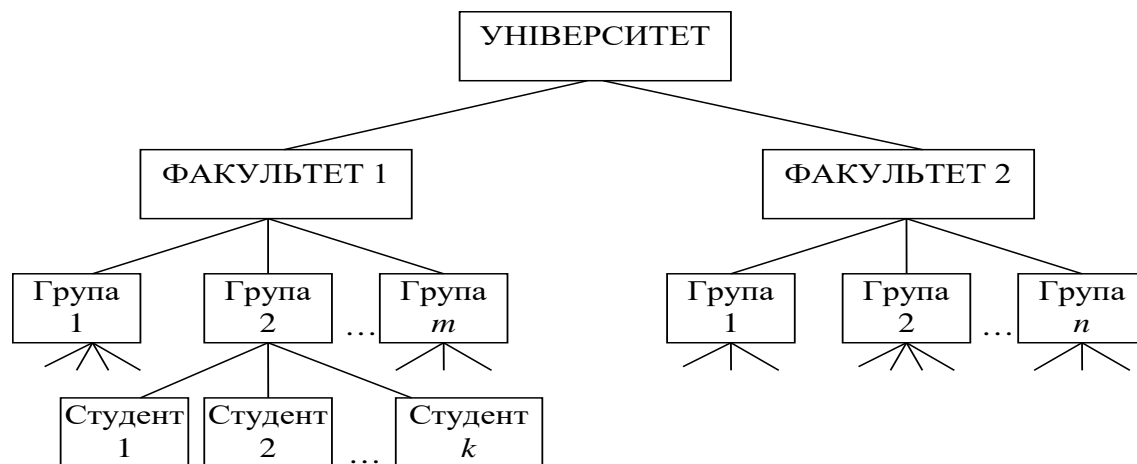 УНІВЕРСИТЕТ
ФАКУЛЬТЕТ 1
ФАКУЛЬТЕТ 2
Група
1
Група
2
…
Група
m
Група
1
Група
2
…
Група
n
Студент
1
Студент
2
…
Студент
k